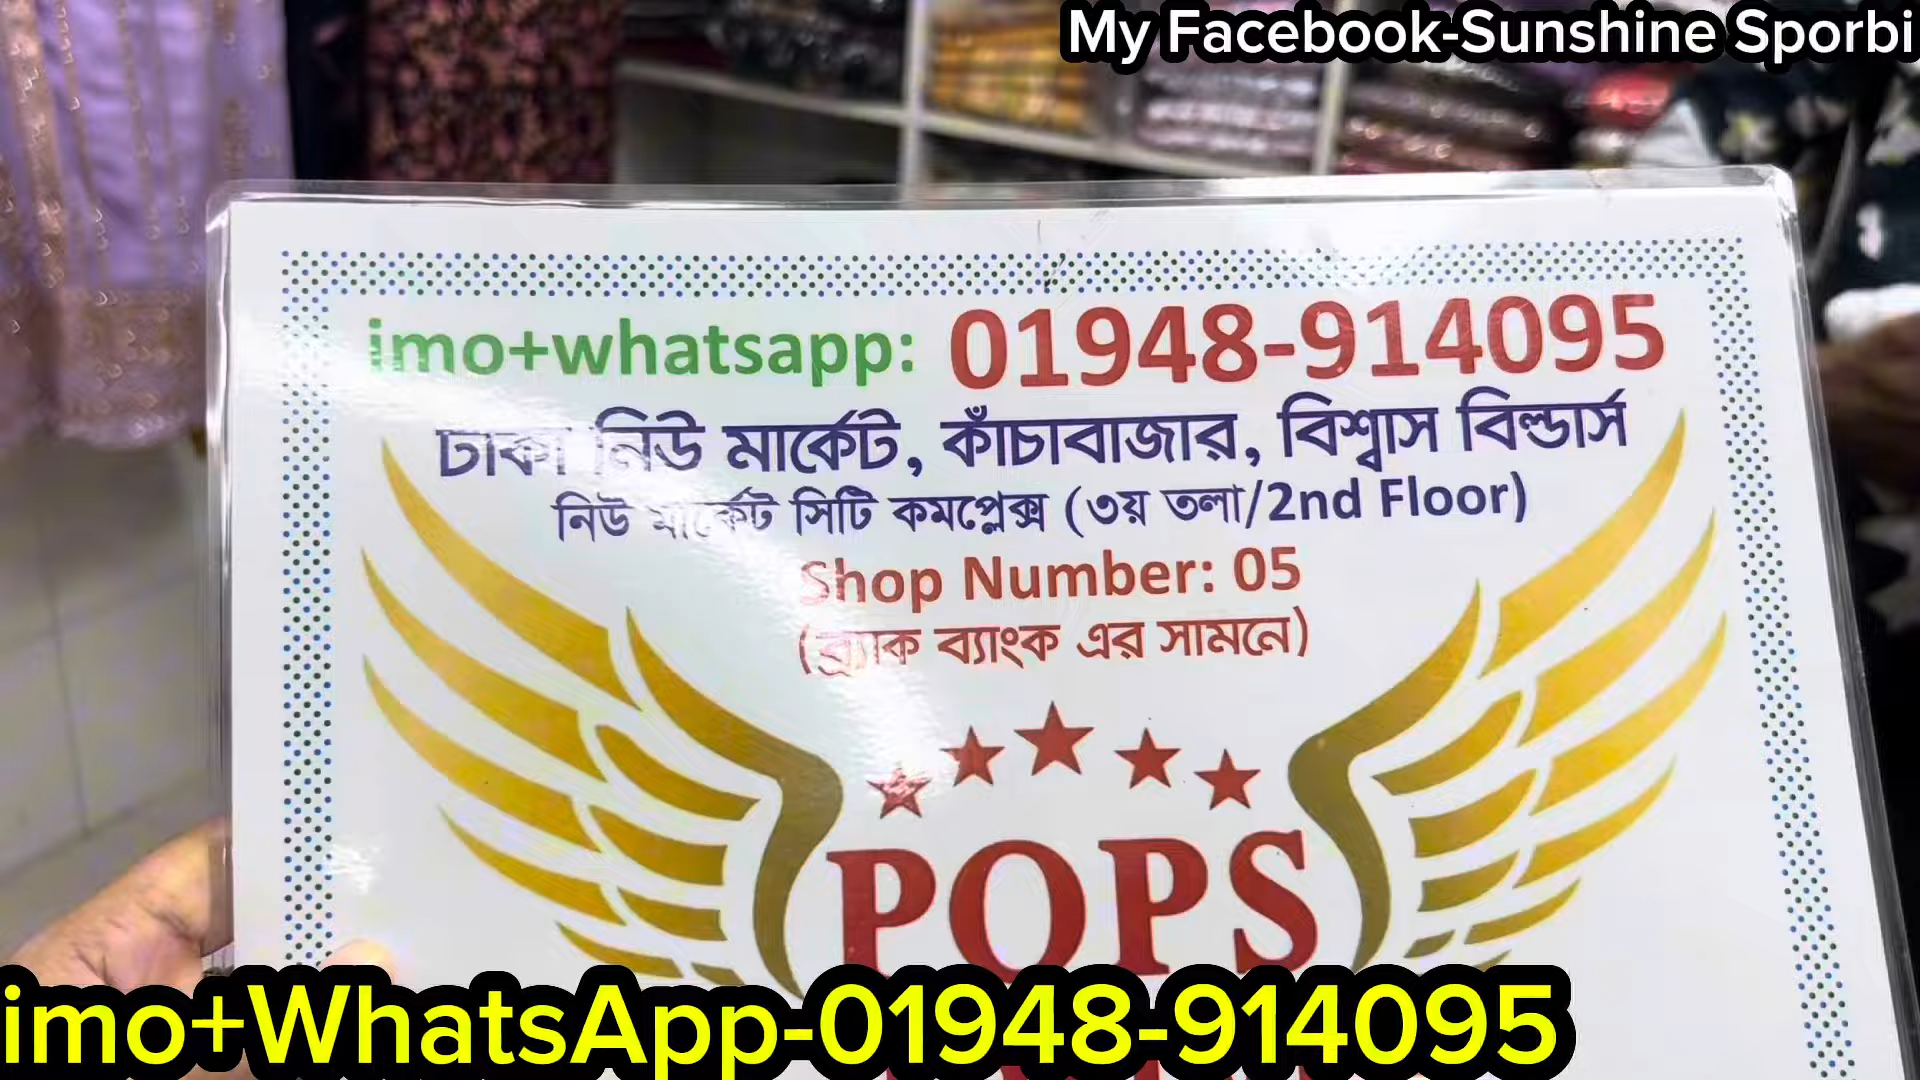 My Facebook-Sunshine Sporbi
imo+whatsapp: 01948-914095
ঢাকা নিউ মার্কেট, কাঁচাবাজার, বিশ্বাস বিল্ডার্স
নিউ মার্কেট সিটি কমপ্লেক্স (৩য় তলা/2nd Floor)
Shop Number: 05
(ব্র্যাক ব্যাংক এর সামনে)
POPS
imo+WhatsApp-01948-914095